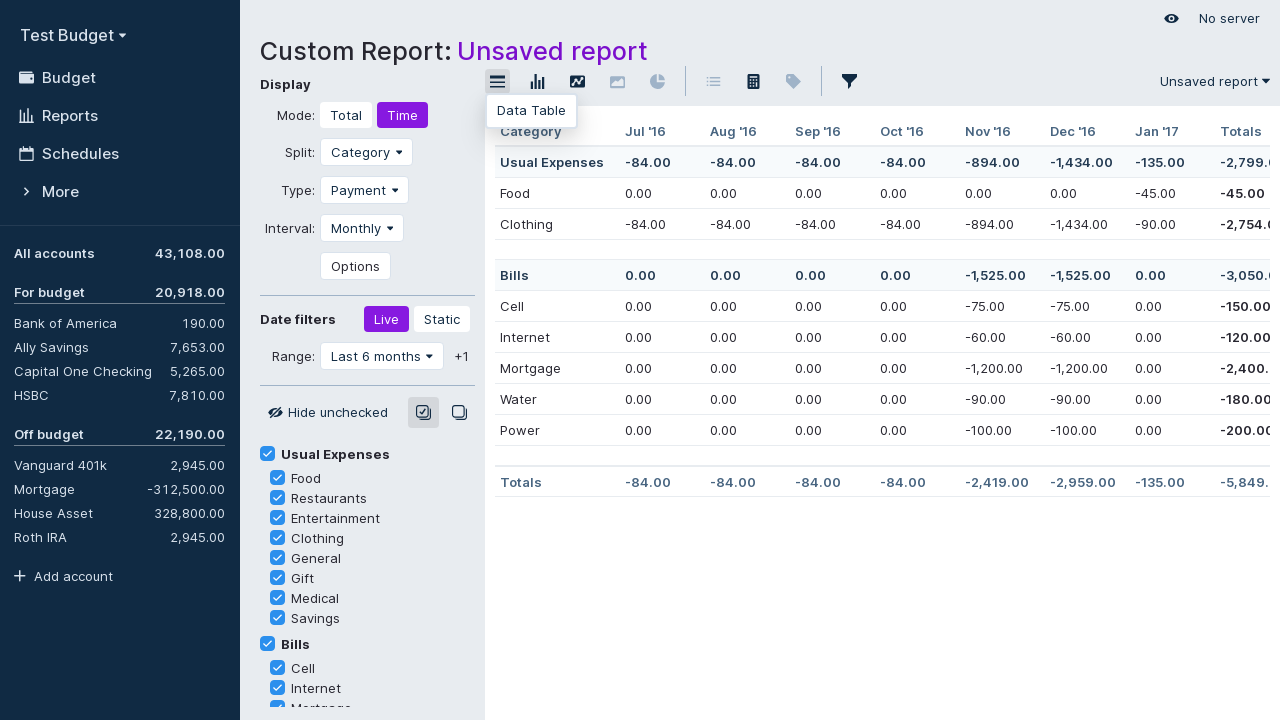 Test Budget
Budget
Reports
Schedules
More
All accounts 43,108.00
For budget 20,918.00
Bank of America 190.00
Ally Savings 7,653.00
Capital One Checking 5,265.00
HSBC 7,810.00
Off budget 22,190.00
Vanguard 401k 2,945.00
Mortgage -312,500.00
House Asset 328,800.00
Roth IRA 2,945.00
Add account
No server
Custom Report: Unsaved report
Display
Mode: Total Time
Split: Category
Type: Payment
Interval: Monthly
Options
Date filters Live Static
Range: Last 6 months +1
Hide unchecked
Usual Expenses
Food
Restaurants
Entertainment
Clothing
General
Gift
Medical
Savings
Bills
Cell
Internet
Mortgage
Unsaved report
Data Table
Category Jul '16 Aug '16 Sep '16 Oct '16 Nov '16 Dec '16 Jan '17 Totals
Usual Expenses -84.00 -84.00 -84.00 -84.00 -894.00 -1,434.00 -135.00 -2,799.0
Food 0.00 0.00 0.00 0.00 0.00 0.00 -45.00 -45.00
Clothing -84.00 -84.00 -84.00 -84.00 -894.00 -1,434.00 -90.00 -2,754.0
Bills 0.00 0.00 0.00 0.00 -1,525.00 -1,525.00 0.00 -3,050.0
Cell 0.00 0.00 0.00 0.00 -75.00 -75.00 0.00 -150.00
Internet 0.00 0.00 0.00 0.00 -60.00 -60.00 0.00 -120.00
Mortgage 0.00 0.00 0.00 0.00 -1,200.00 -1,200.00 0.00 -2,400.
Water 0.00 0.00 0.00 0.00 -90.00 -90.00 0.00 -180.00
Power 0.00 0.00 0.00 0.00 -100.00 -100.00 0.00 -200.00
Totals -84.00 -84.00 -84.00 -84.00 -2,419.00 -2,959.00 -135.00 -5,849.